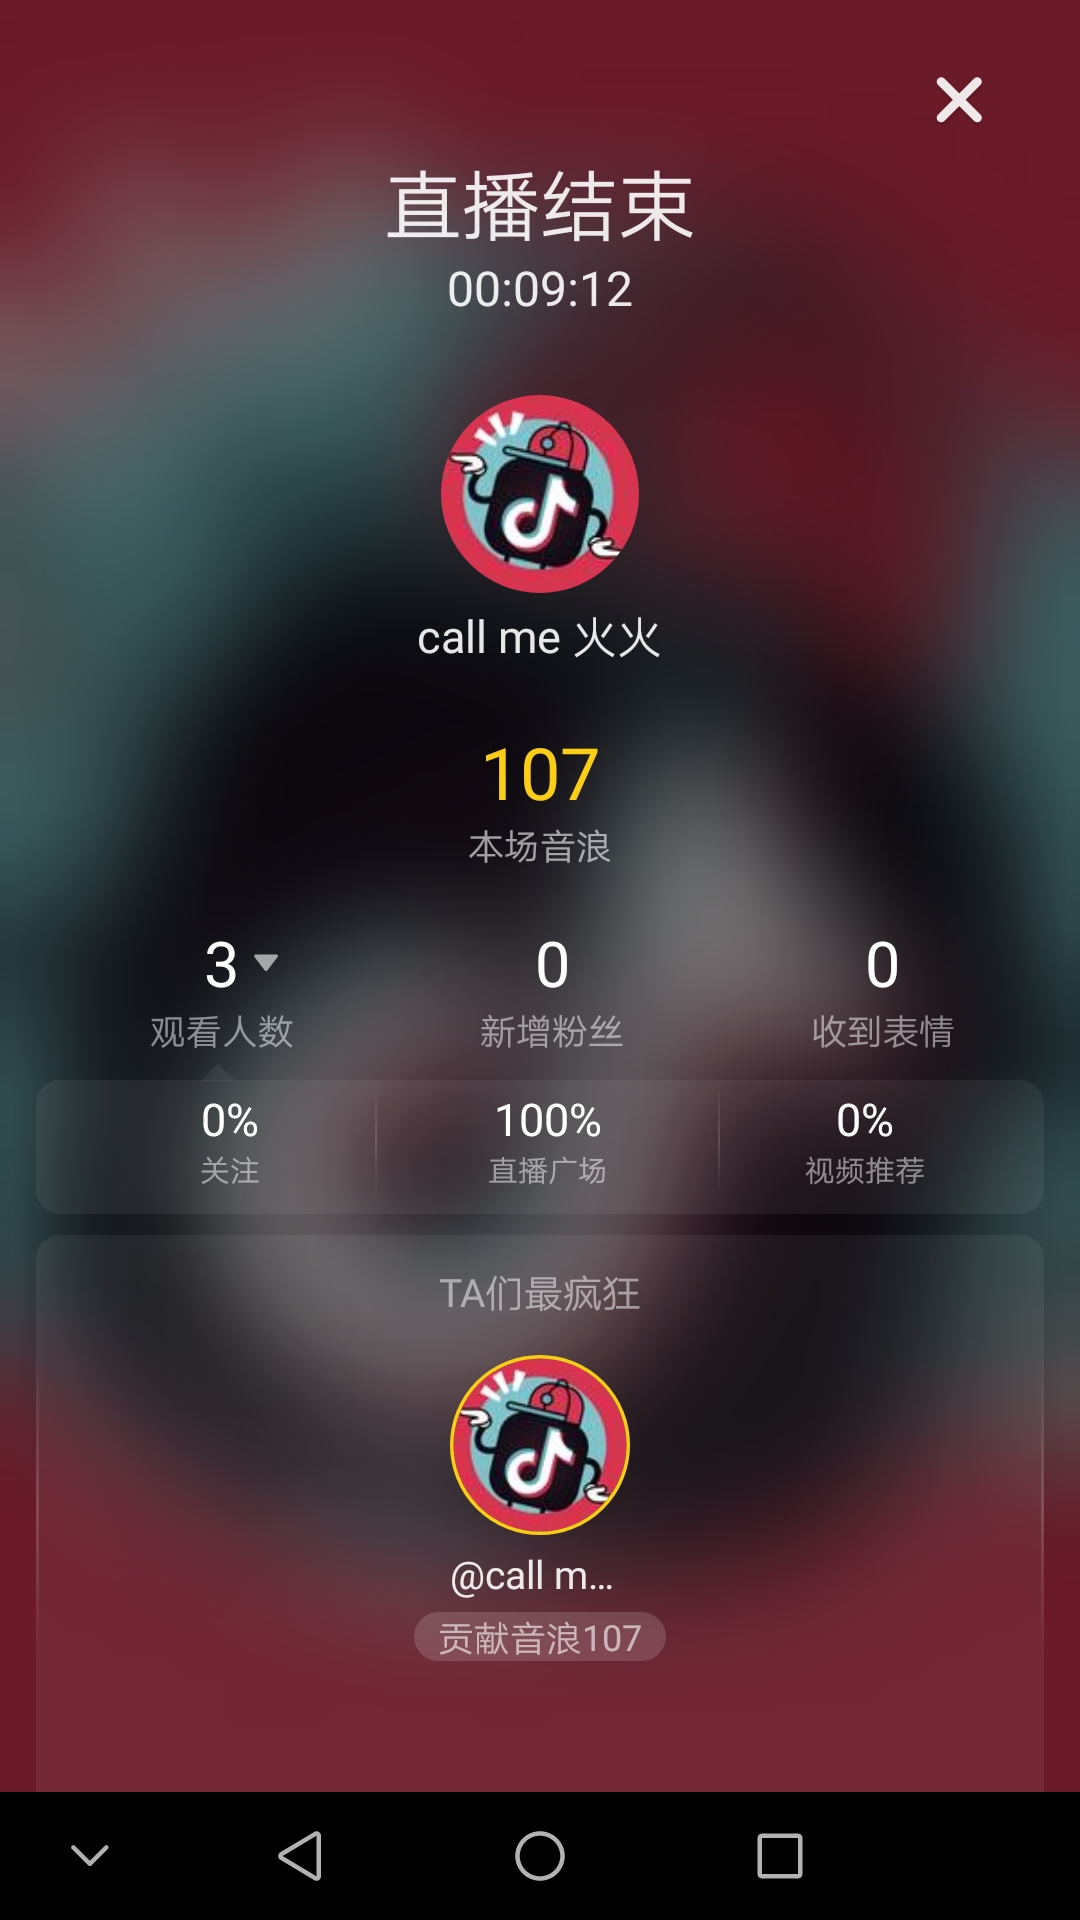 直播结束
00:09:12
call me 火火
107
本场音浪
3 0 0
观看人数 新增粉丝 收到表情
0% 100% 0%
关注 直播广场 视频推荐
TA们最疯狂
@call m...
贡献音浪107